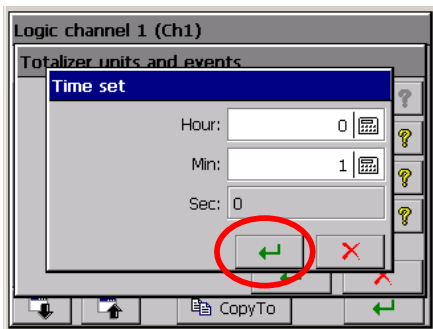 Logic channel 1 (Ch1)
Totalizer units and events
Time set
Hour: 0
Min: 1
Sec: 0
?
?
?
?
CopyTo